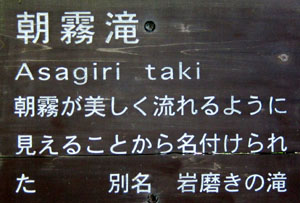 朝霧滝
Asagiri taki
朝霧が美しく流れるように
見えることから名付けられ
た　　別名　岩磨きの滝